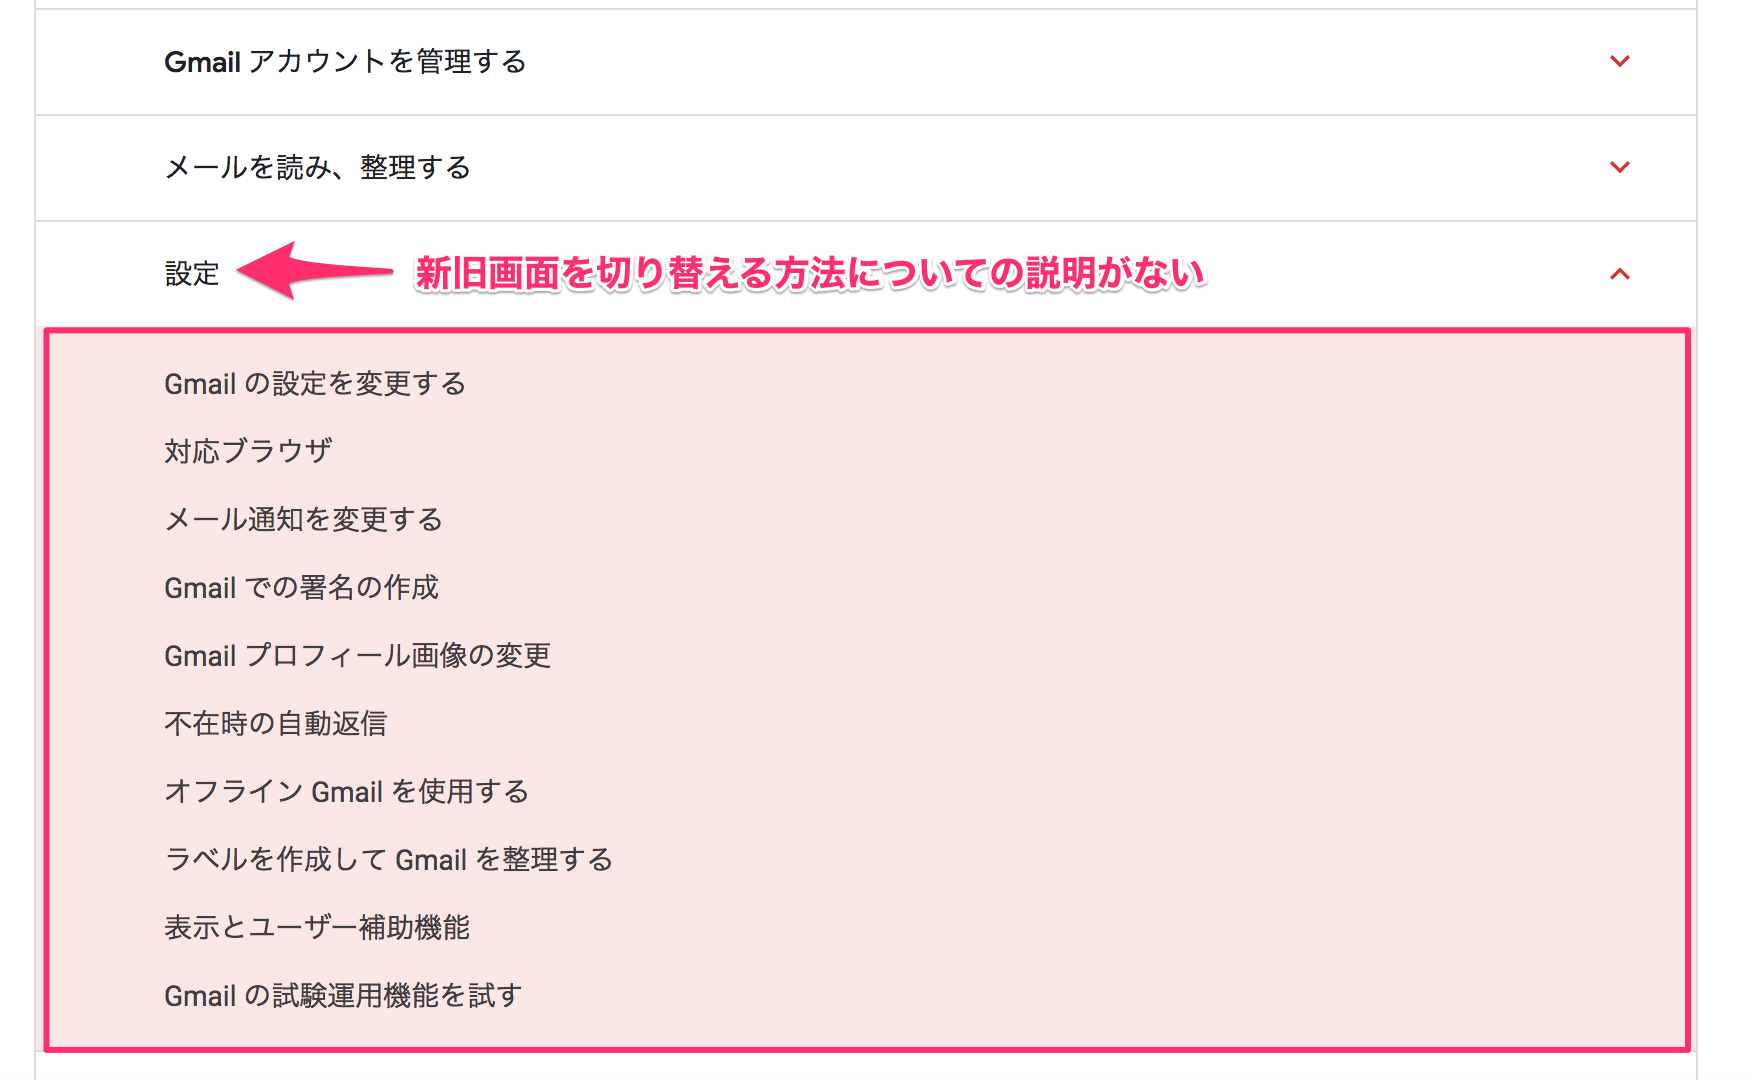 Gmail アカウントを管理する
メールを読み、整理する
設定 新旧画面を切り替える方法についての説明がない
Gmail の設定を変更する
対応ブラウザ
メール通知を変更する
Gmail での署名の作成
Gmail プロフィール画像の変更
不在時の自動返信
オフライン Gmail を使用する
ラベルを作成して Gmail を整理する
表示とユーザー補助機能
Gmail の試験運用機能を試す